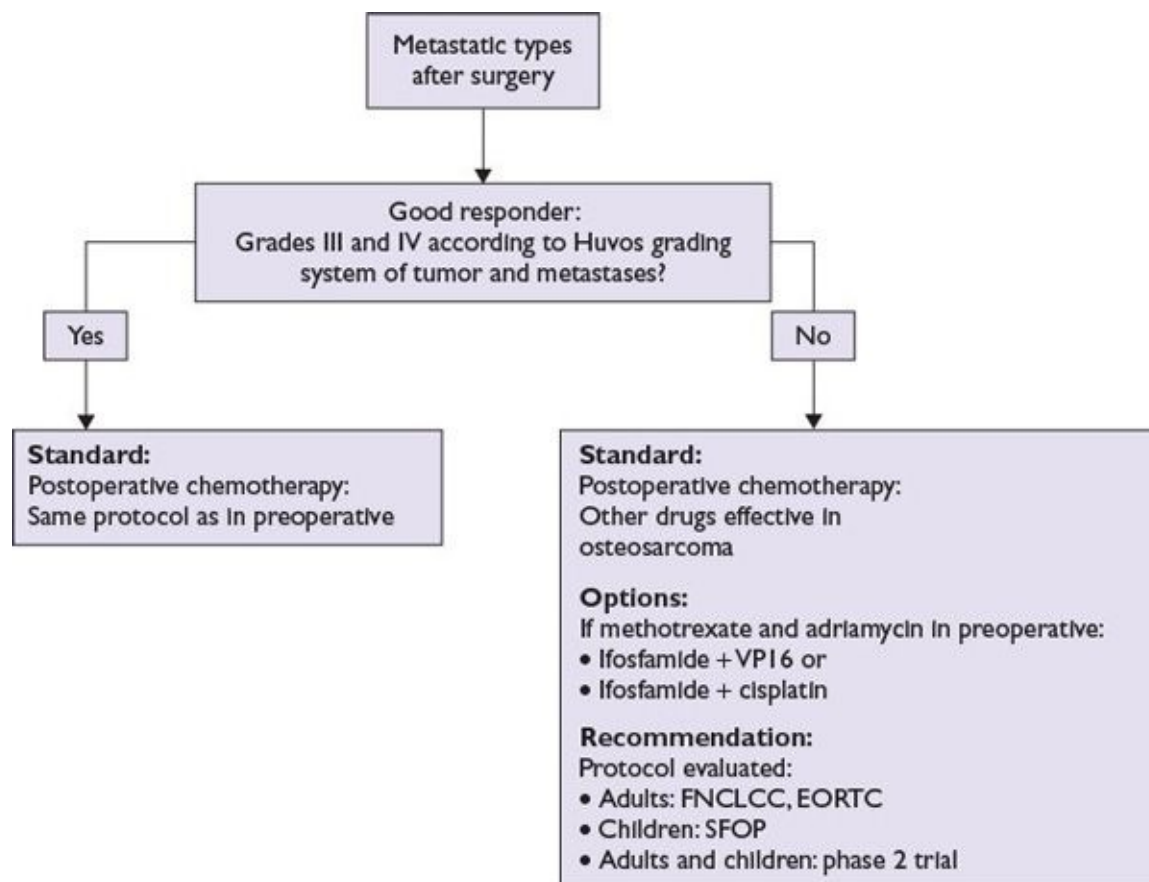 Metastatic types
after surgery
Good responder:
Grades III and IV according to Huvos grading
system of tumor and metastases?
Yes
No
Standard:
Postoperative chemotherapy:
Same protocol as in preoperative
Standard:
Postoperative chemotherapy:
Other drugs effective in
osteosarcoma
Options:
If methotrexate and adriamycin in preoperative:
• Ifosfamide + VP16 or
• Ifosfamide + cisplatin
Recommendation:
Protocol evaluated:
• Adults: FNCLCC, EORTC
• Children: SFOP
• Adults and children: phase 2 trial